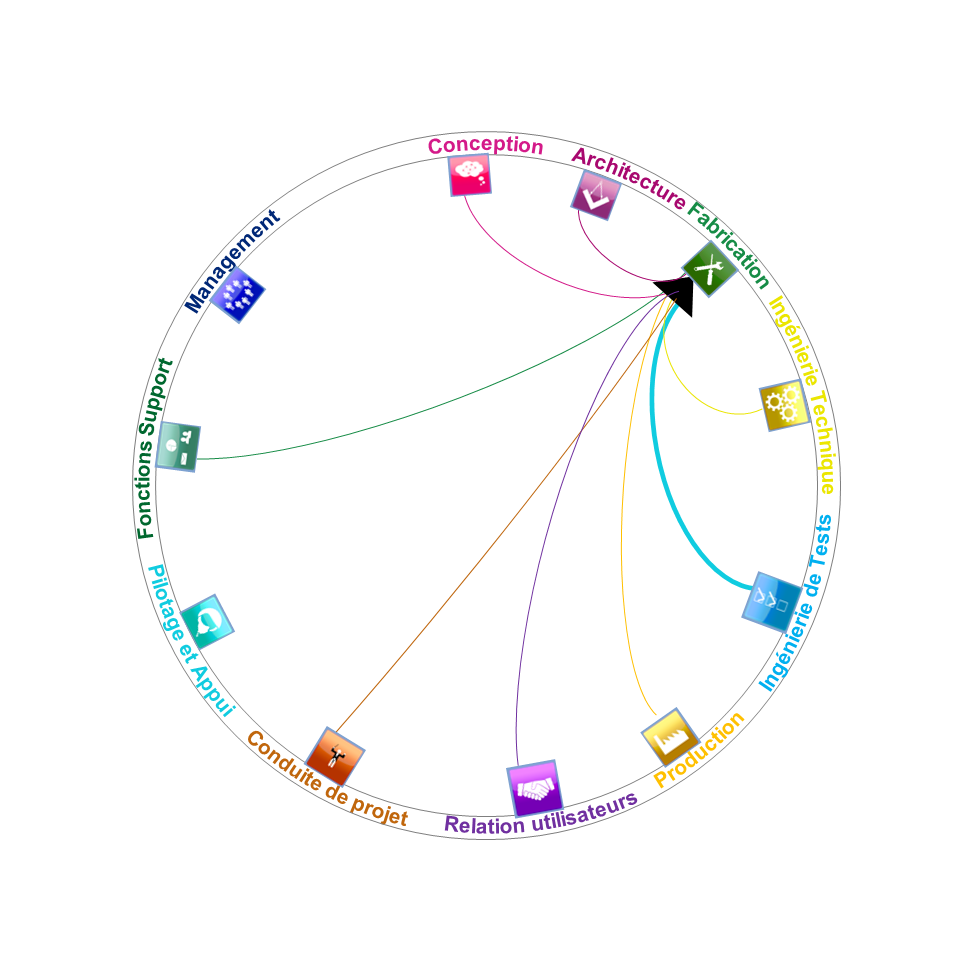 Conception
Architecture
Fabrication
Ingénierie Technique
Ingénierie de Tests
Production
Relation utilisateurs
Conduite de projet
Pilotage et Appui
Fonctions Support
Management